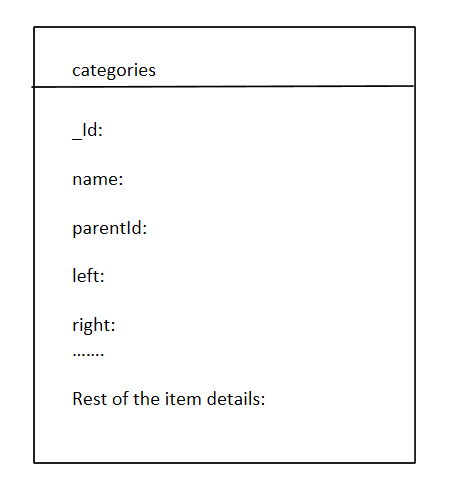 categories
_Id:
name:
parentId:
left:
right:
.......
Rest of the item details: